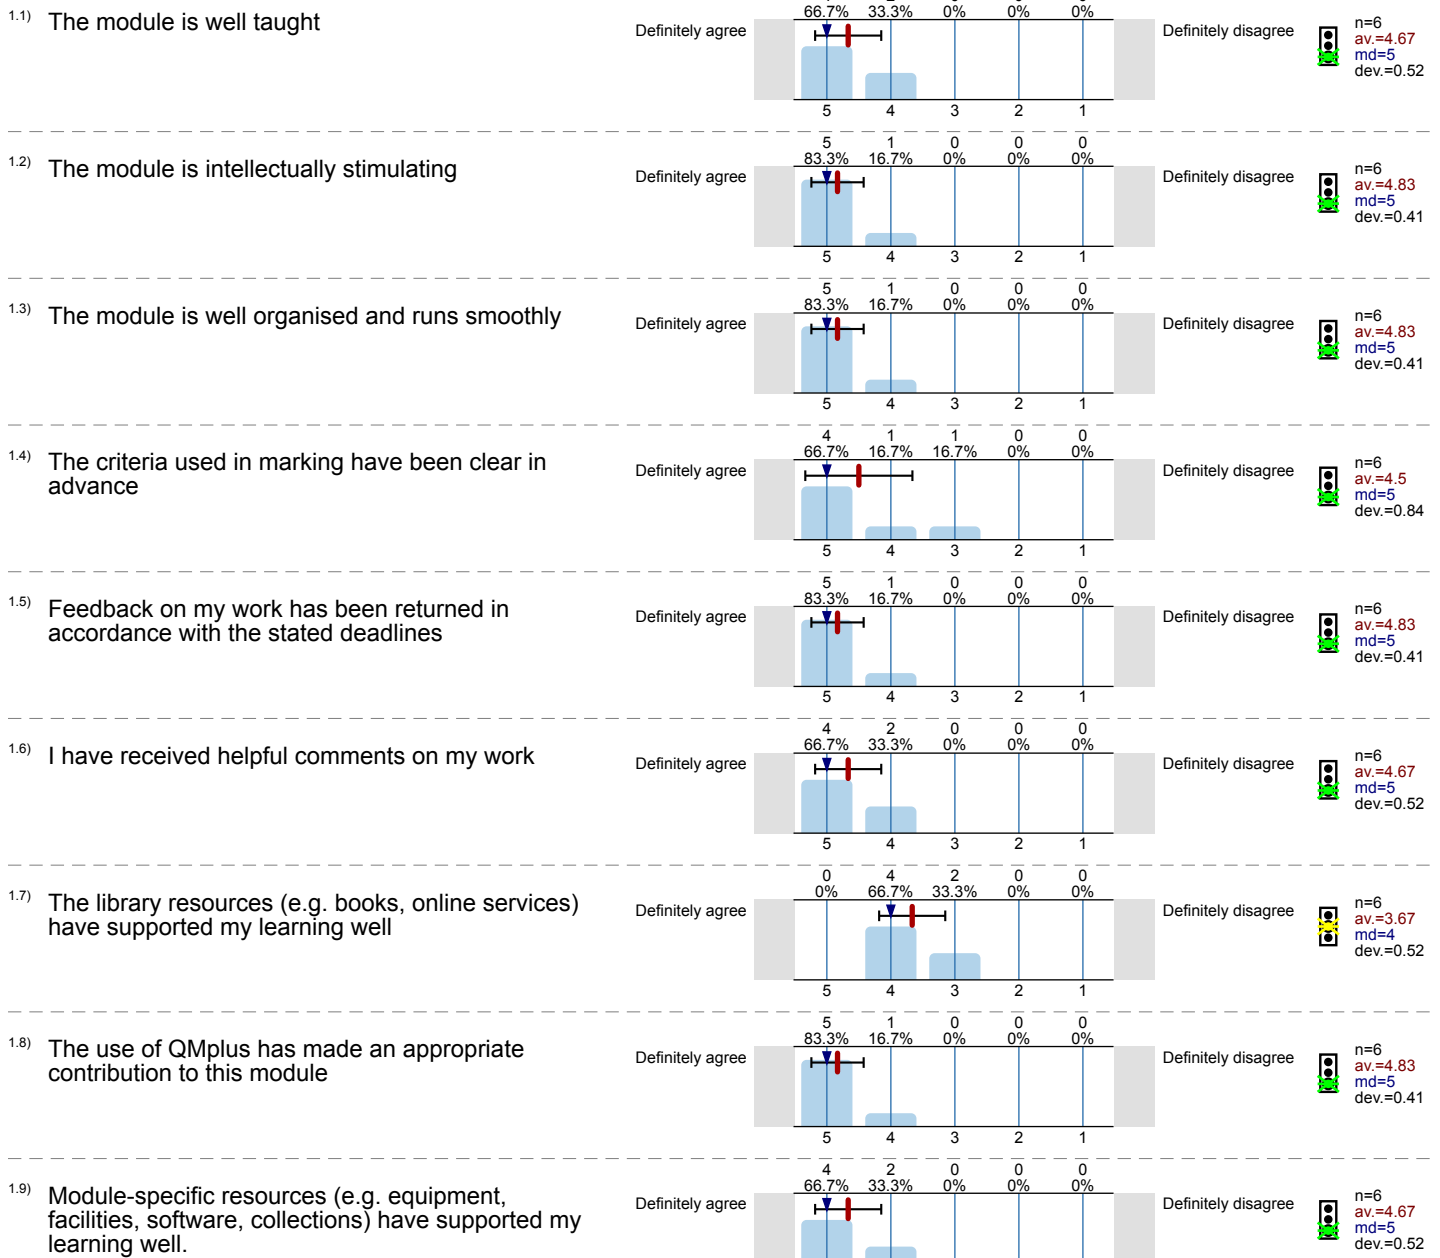 66.7% 33.3% 0% 0% 0%
1.1) The module is well taught Definitely agree Definitely disagree
n=6
av.=4.67
md=5
dev.=0.52
5 4 3 2 1
5 1 0 0 0
83.3% 16.7% 0% 0% 0%
1.2) The module is intellectually stimulating Definitely agree Definitely disagree
n=6
av.=4.83
md=5
dev.=0.41
5 4 3 2 1
5 1 0 0 0
83.3% 16.7% 0% 0% 0%
1.3) The module is well organised and runs smoothly Definitely agree Definitely disagree
n=6
av.=4.83
md=5
dev.=0.41
5 4 3 2 1
4 1 1 0 0
66.7% 16.7% 16.7% 0% 0%
1.4) The criteria used in marking have been clear in
advance
Definitely agree Definitely disagree
n=6
av.=4.5
md=5
dev.=0.84
5 4 3 2 1
5 1 0 0 0
83.3% 16.7% 0% 0% 0%
1.5) Feedback on my work has been returned in
accordance with the stated deadlines
Definitely agree Definitely disagree
n=6
av.=4.83
md=5
dev.=0.41
5 4 3 2 1
4 2 0 0 0
66.7% 33.3% 0% 0% 0%
1.6) I have received helpful comments on my work Definitely agree Definitely disagree
n=6
av.=4.67
md=5
dev.=0.52
5 4 3 2 1
0 4 2 0 0
0% 66.7% 33.3% 0% 0%
1.7) The library resources (e.g. books, online services)
have supported my learning well
Definitely agree Definitely disagree
n=6
av.=3.67
md=4
dev.=0.52
5 4 3 2 1
5 1 0 0 0
83.3% 16.7% 0% 0% 0%
1.8) The use of QMplus has made an appropriate
contribution to this module
Definitely agree Definitely disagree
n=6
av.=4.83
md=5
dev.=0.41
5 4 3 2 1
4 2 0 0 0
66.7% 33.3% 0% 0% 0%
1.9) Module-specific resources (e.g. equipment,
facilities, software, collections) have supported my
learning well.
Definitely agree Definitely disagree
n=6
av.=4.67
md=5
dev.=0.52